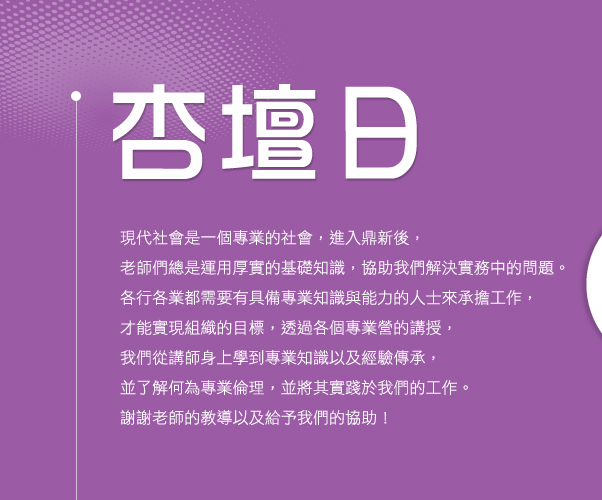 杏壇日
現代社會是一個專業的社會，進入鼎新後，
老師們總是運用厚實的基礎知識，協助我們解決實務中的問題。
各行各業都需要有具備專業知識與能力的人士來承擔工作，
才能實現組織的目標，透過各個專業營的講授，
我們從講師身上學到專業知識以及經驗傳承，
並了解何為專業倫理，並將其實踐於我們的工作。
謝謝老師的教導以及給予我們的協助！